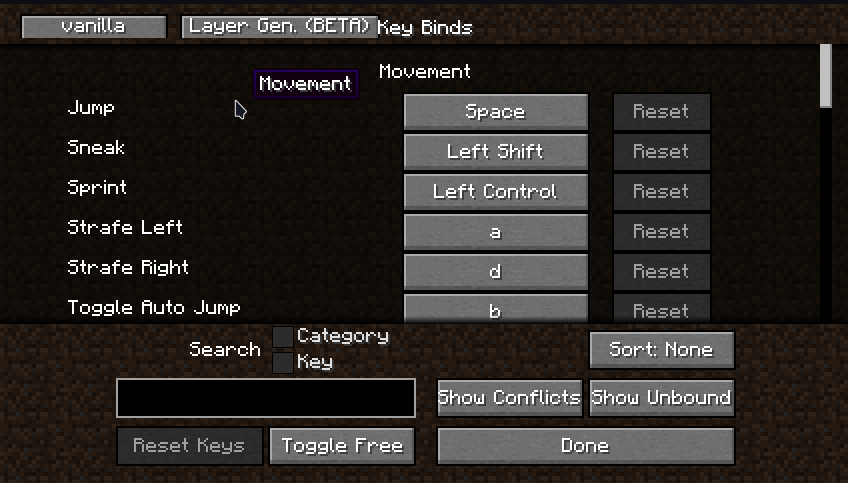 vanilla Layer Gen. (BETA) Key Binds
Movement
Movement
Jump Space Reset
Sneak Left Shift Reset
Sprint Left Control Reset
Strafe Left a Reset
Strafe Right d Reset
Toggle Auto Jump b Reset
Search Category Sort: None
Key
Show Conflicts Show Unbound
Reset Keys Toggle Free Done